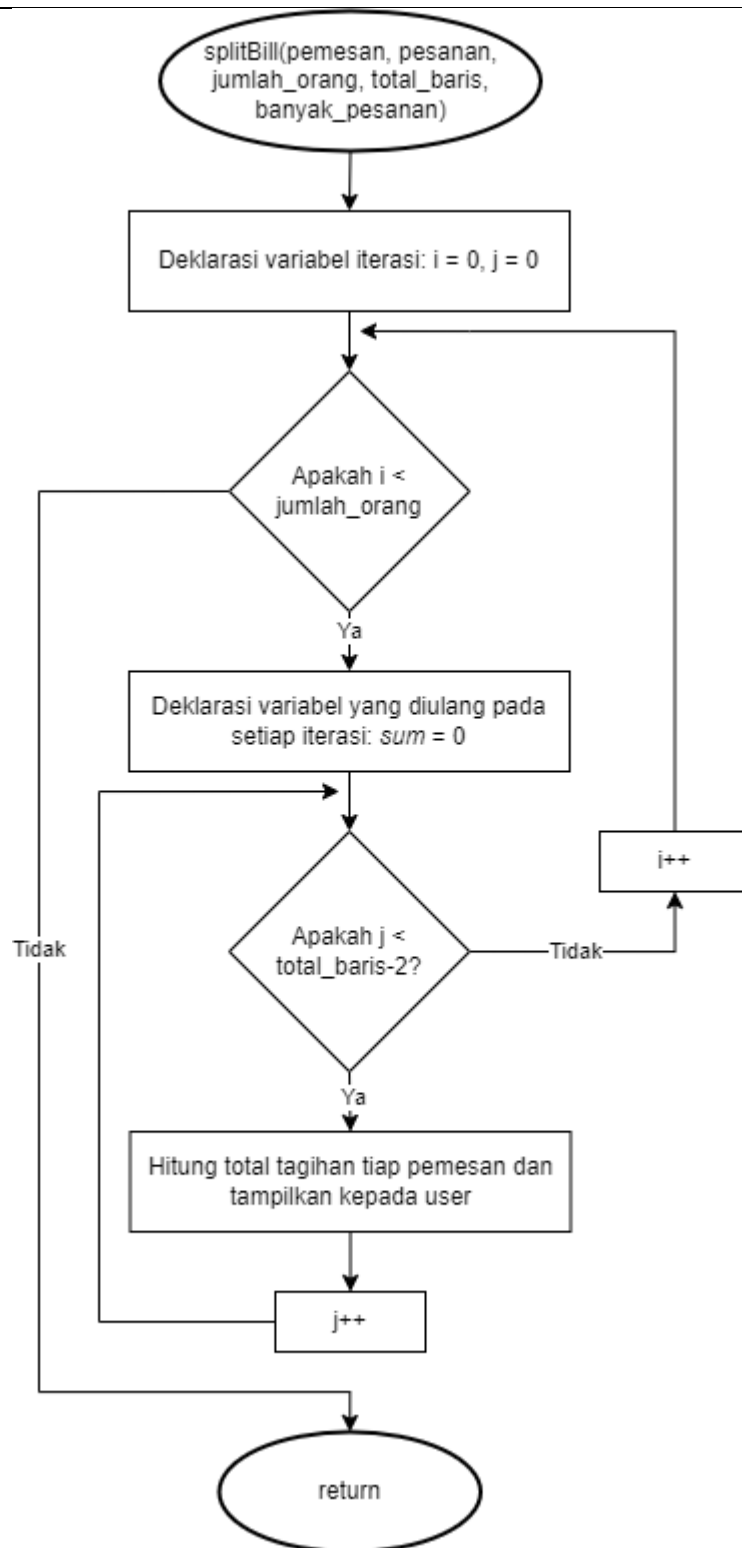 splitBill(pemesan, pesanan,
jumlah_orang, total_baris,
banyak_pesanan)
Deklarasi variabel iterasi: i = 0, j = 0
Apakah i <
jumlah_orang
Ya
Deklarasi variabel yang diulang pada
setiap iterasi: sum = 0
i++
Apakah j <
total_baris-2?
Tidak
Tidak
Ya
Hitung total tagihan tiap pemesan dan
tampilkan kepada user
j++
return